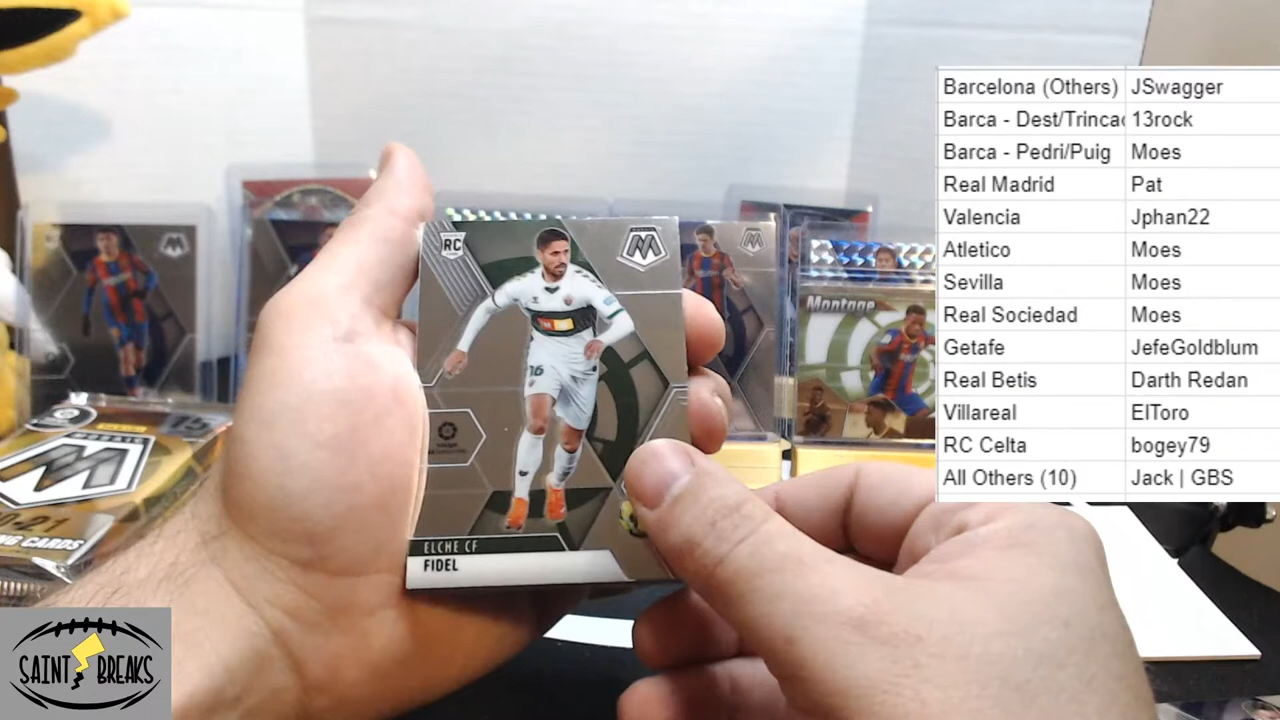 Barcelona (Others) JSwagger
Barca - Dest/Trincao 13rock
Barca - Pedri/Puig Moes
Real Madrid Pat
Valencia Jphan22
Atletico Moes
Sevilla Moes
Real Sociedad Moes
Getafe JefeGoldblum
Real Betis Darth Redan
Villareal ElToro
RC Celta bogey79
All Others (10) Jack | GBS
RC
16
ELCHE CF
FIDEL
Montage
MOSAIC
15
SAINT BREAKS